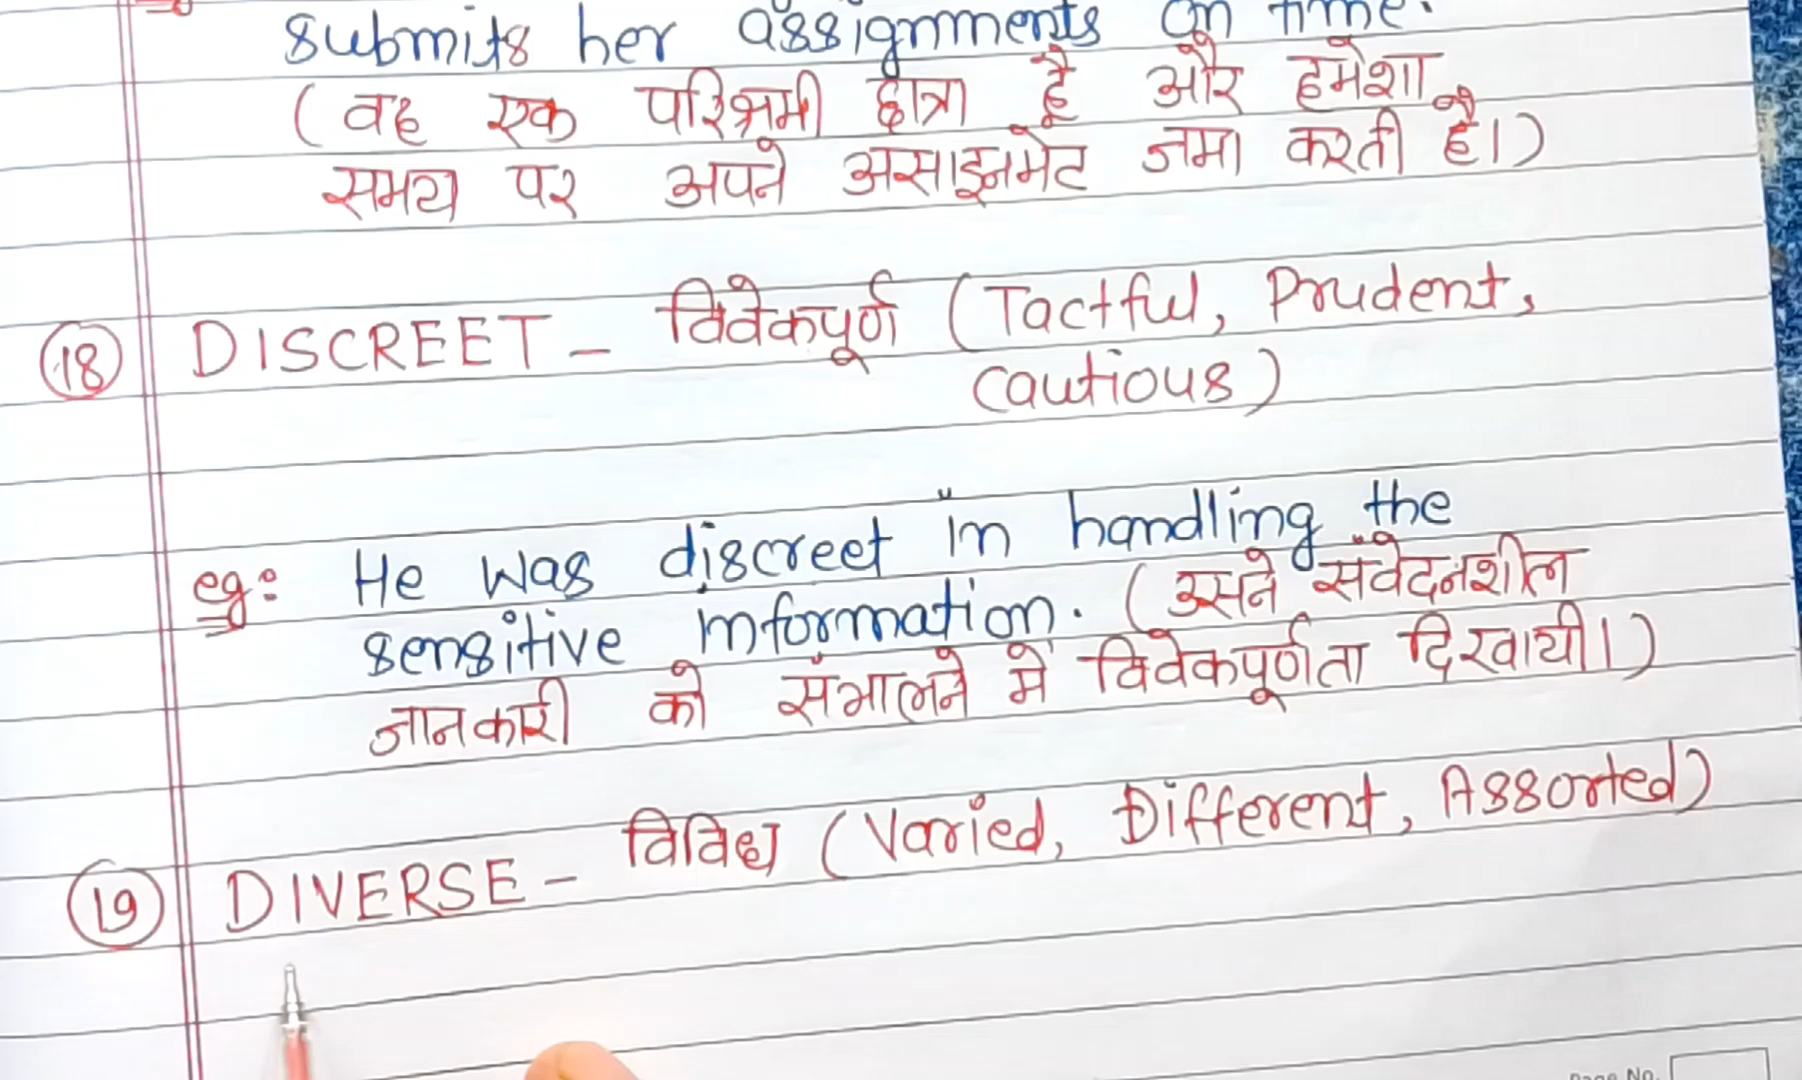 submits her assignments on time.
( वह एक परिश्रमी छात्रा है और हमेशा
समय पर अपने असाइनमेंट जमा करती है।)
18 DISCREET - विवेकपूर्ण (Tactful, Prudent,
Cautious)
eg: He was discreet in handling the
sensitive information. (उसने संवेदनशील
जानकारी को संभालने में विवेकपूर्णता दिखायी।)
19 DIVERSE - विविध (Varied, Different, Assorted)
Page No.